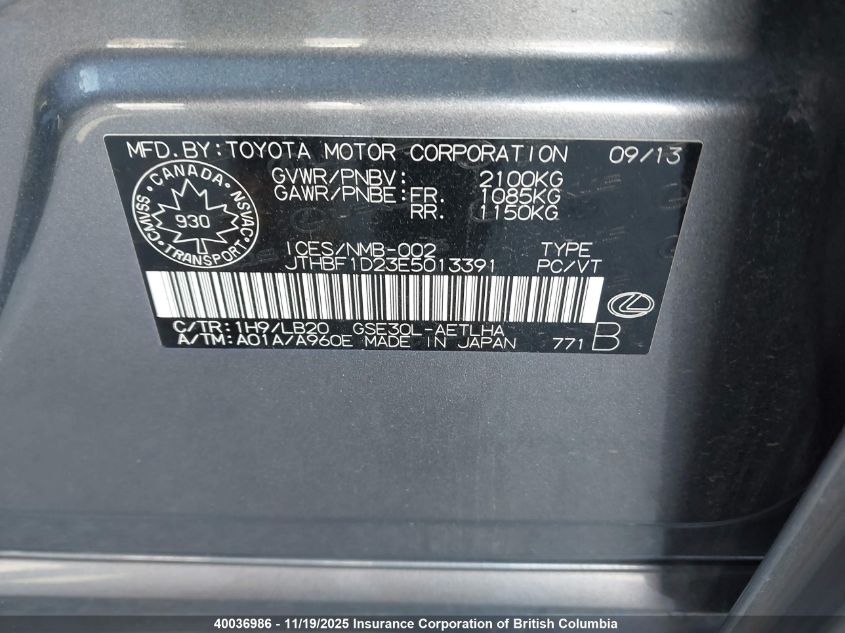 MFD.BY:TOYOTA MOTOR CORPORATION 09/13
GVWR/PNBV: 2100KG
GAWR/PNBE:FR. 1085KG
RR. 1150KG
CANADA
CMVSS NSVAC
930
TRANSPORT
ICES/NMB-002 TYPE
JTHBF1D23E5013391 PC/VT
C/TR:1H9/LB20 GSE30L-AETLHA
A/TM:A01A/A960E MADE IN JAPAN 771 B
40036986 - 11/19/2025 Insurance Corporation of British Columbia